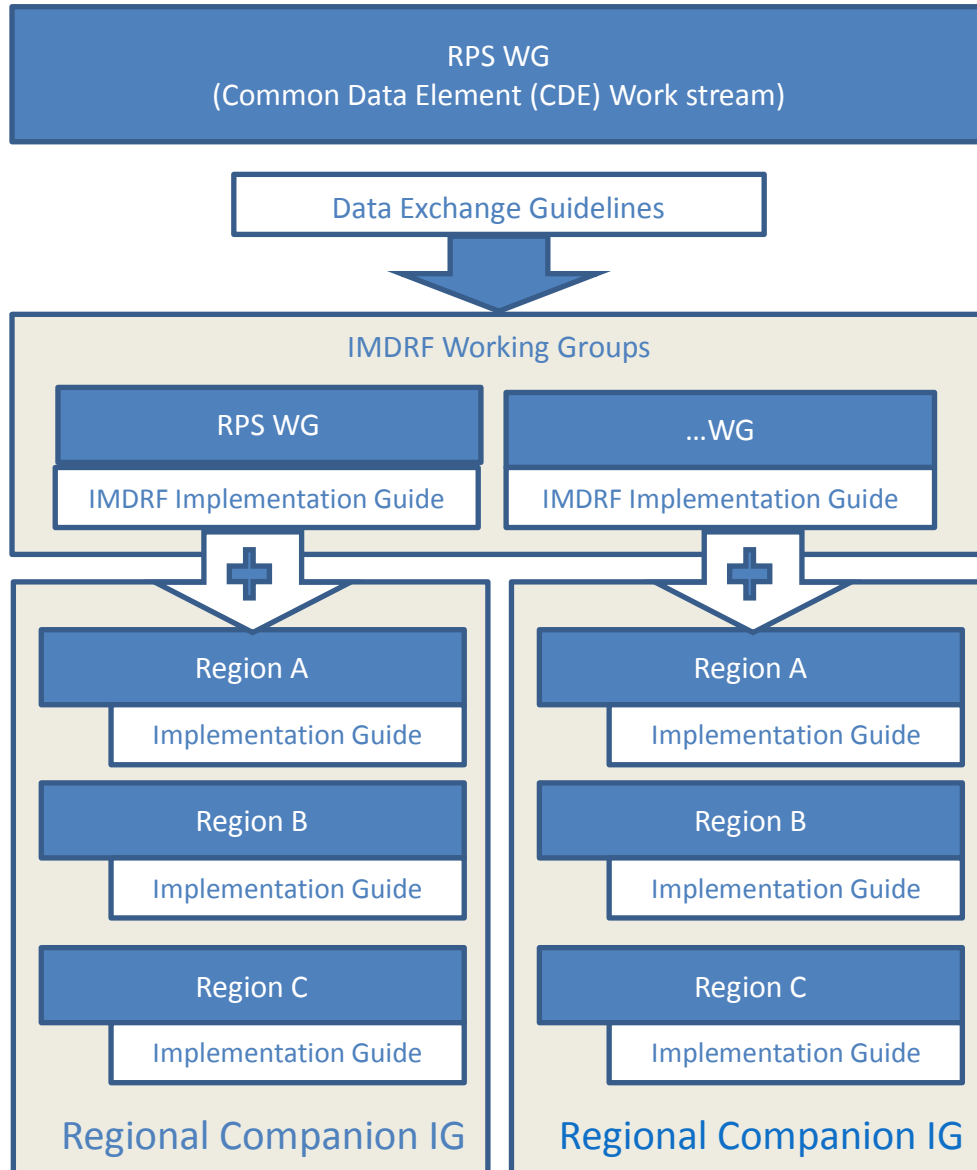 RPS WG
(Common Data Element (CDE) Work stream)
Data Exchange Guidelines
IMDRF Working Groups
RPS WG
IMDRF Implementation Guide
...WG
IMDRF Implementation Guide
Region A
Implementation Guide
Region B
Implementation Guide
Region C
Implementation Guide
Regional Companion IG
Region A
Implementation Guide
Region B
Implementation Guide
Region C
Implementation Guide
Regional Companion IG